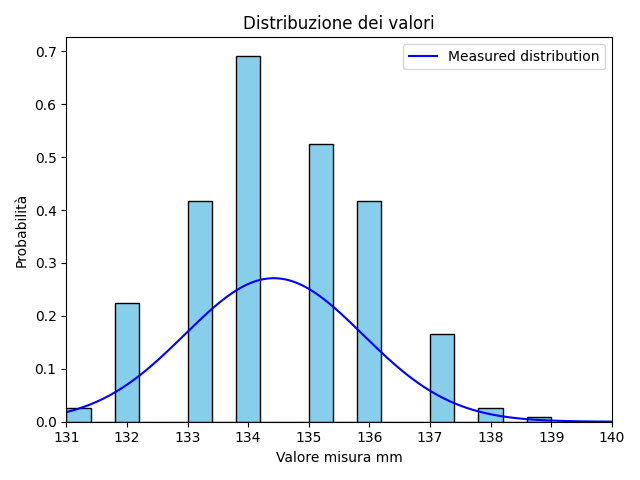 Distribuzione dei valori
Measured distribution
Probabilità
0.7
0.6
0.5
0.4
0.3
0.2
0.1
0.0
131 132 133 134 135 136 137 138 139 140
Valore misura mm